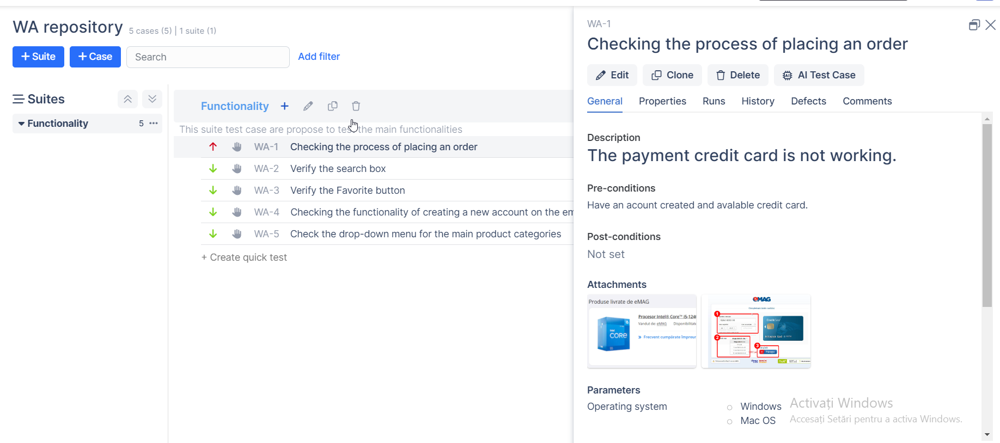 WA repository 5 cases (5) | 1 suite (1)
+ Suite
+ Case
Search
Add filter
Suites
Functionality 5
Functionality
This suite test case are propose to test the main functionalities
WA-1 Checking the process of placing an order
WA-2 Verify the search box
WA-3 Verify the Favorite button
WA-4 Checking the functionality of creating a new account on the em
WA-5 Check the drop-down menu for the main product categories
+ Create quick test
WA-1
Checking the process of placing an order
Edit
Clone
Delete
AI Test Case
General Properties Runs History Defects Comments
Description
The payment credit card is not working.
Pre-conditions
Have an acount created and avalable credit card.
Post-conditions
Not set
Attachments
Produse livrate de eMAG
Procesor Intel® Core™ i5-124
Vandut de: eMAG Disponibilitate
Frecvent cumpărate împreu
intel
CORE
i5
eMAG
1
2
3
Parameters
Operating system
Windows
Mac OS
Activați Windows
Accesați Setări pentru a activa Windows.